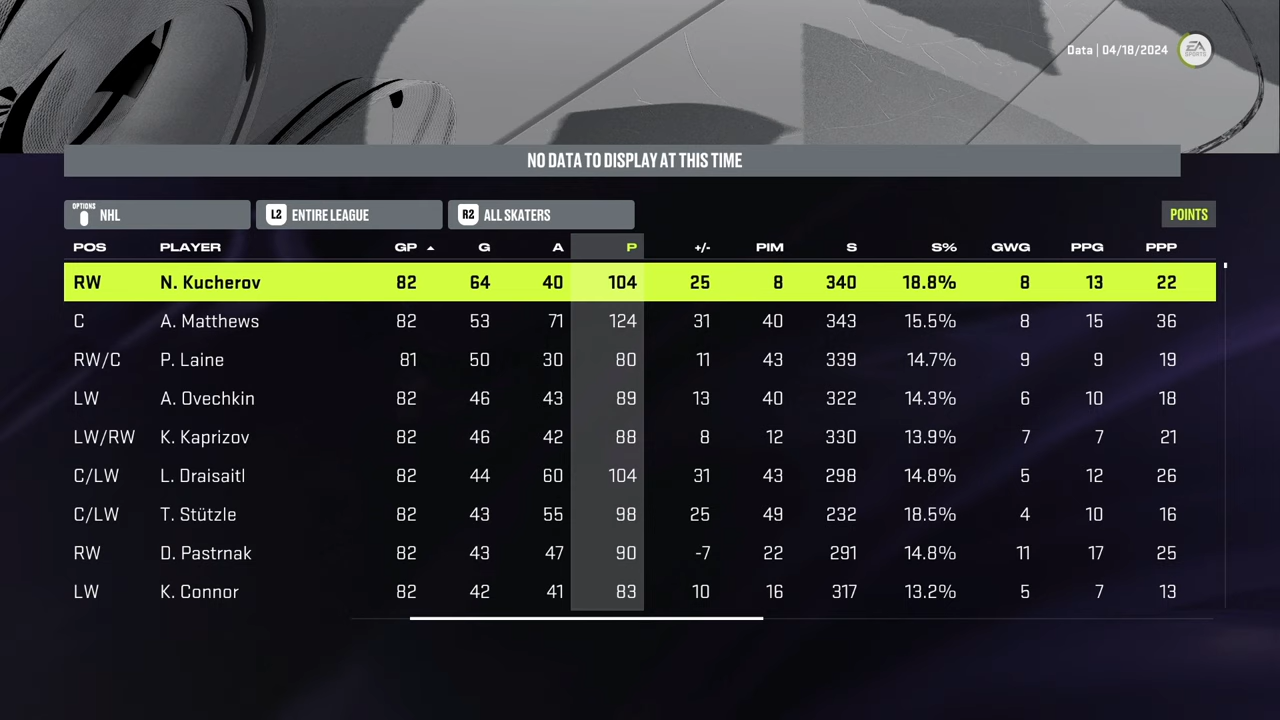 Data | 04/18/2024 EA SPORTS
NO DATA TO DISPLAY AT THIS TIME
OPTIONS NHL L2 ENTIRE LEAGUE R2 ALL SKATERS POINTS
POS PLAYER GP G A P +/- PIM S S% GWG PPG PPP
RW N. Kucherov 82 64 40 104 25 8 340 18.8% 8 13 22
C A. Matthews 82 53 71 124 31 40 343 15.5% 8 15 36
RW/C P. Laine 81 50 30 80 11 43 339 14.7% 9 9 19
LW A. Ovechkin 82 46 43 89 13 40 322 14.3% 6 10 18
LW/RW K. Kaprizov 82 46 42 88 8 12 330 13.9% 7 7 21
C/LW L. Draisaitl 82 44 60 104 31 43 298 14.8% 5 12 26
C/LW T. Stützle 82 43 55 98 25 49 232 18.5% 4 10 16
RW D. Pastrnak 82 43 47 90 -7 22 291 14.8% 11 17 25
LW K. Connor 82 42 41 83 10 16 317 13.2% 5 7 13